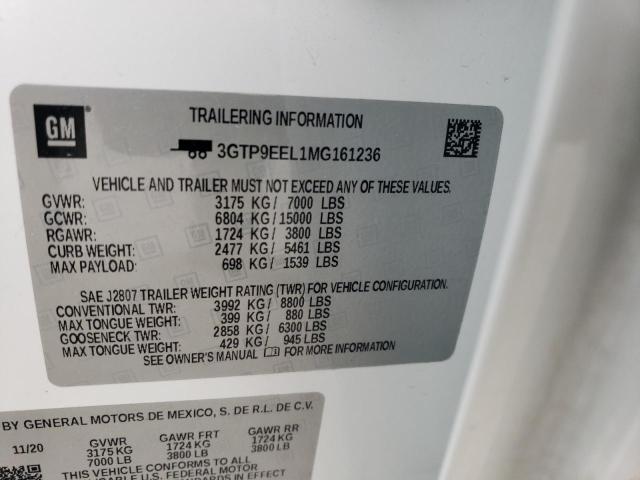 GM
TRAILERING INFORMATION
3GTP9EEL1MG161236
VEHICLE AND TRAILER MUST NOT EXCEED ANY OF THESE VALUES.
GVWR: 3175 KG/ 7000 LBS
GCWR: 6804 KG/15000 LBS
RGAWR: 1724 KG/ 3800 LBS
CURB WEIGHT: 2477 KG/ 5461 LBS
MAX PAYLOAD: 698 KG/ 1539 LBS
SAE J2807 TRAILER WEIGHT RATING (TWR) FOR VEHICLE CONFIGURATION.
CONVENTIONAL TWR: 3992 KG/ 8800 LBS
MAX TONGUE WEIGHT: 399 KG/ 880 LBS
GOOSENECK TWR: 2858 KG/ 6300 LBS
MAX TONGUE WEIGHT: 429 KG/ 945 LBS
SEE OWNER'S MANUAL FOR MORE INFORMATION
BY GENERAL MOTORS DE MEXICO, S. DE R.L. DE C.V.
11/20 GVWR GAWR FRT GAWR RR
3175 KG 1724 KG 1724 KG
7000 LB 3800 LB 3800 LB
THIS VEHICLE CONFORMS TO ALL
U.S. FEDERAL MOTOR
STANDARDS IN EFFECT